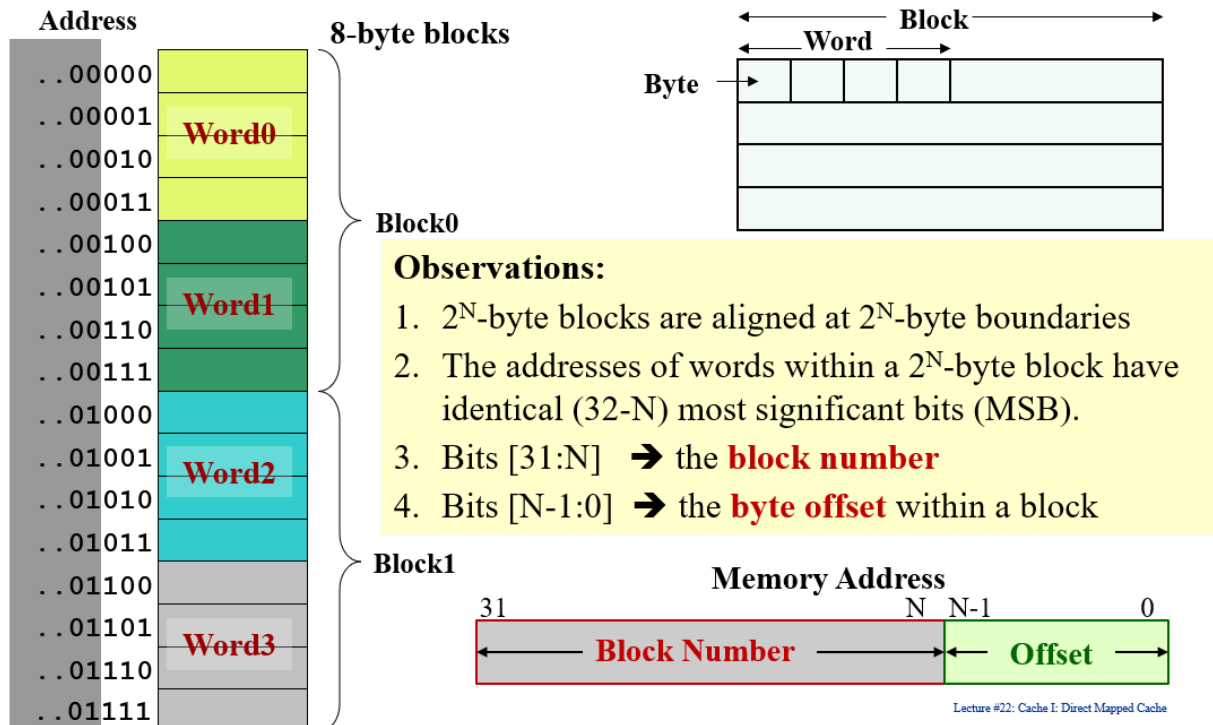 Address
8-byte blocks
..00000
..00001
..00010
..00011
..00100
..00101
..00110
..00111
..01000
..01001
..01010
..01011
..01100
..01101
..01110
..01111
Word0
Word1
Word2
Word3
Block0
Block1
Block
Word
Byte
Observations:
1. 2^N-byte blocks are aligned at 2^N-byte boundaries
2. The addresses of words within a 2^N-byte block have
identical (32-N) most significant bits (MSB).
3. Bits [31:N] ➔ the block number
4. Bits [N-1:0] ➔ the byte offset within a block
Memory Address
31 N N-1 0
Block Number Offset
Lecture #22: Cache I: Direct Mapped Cache